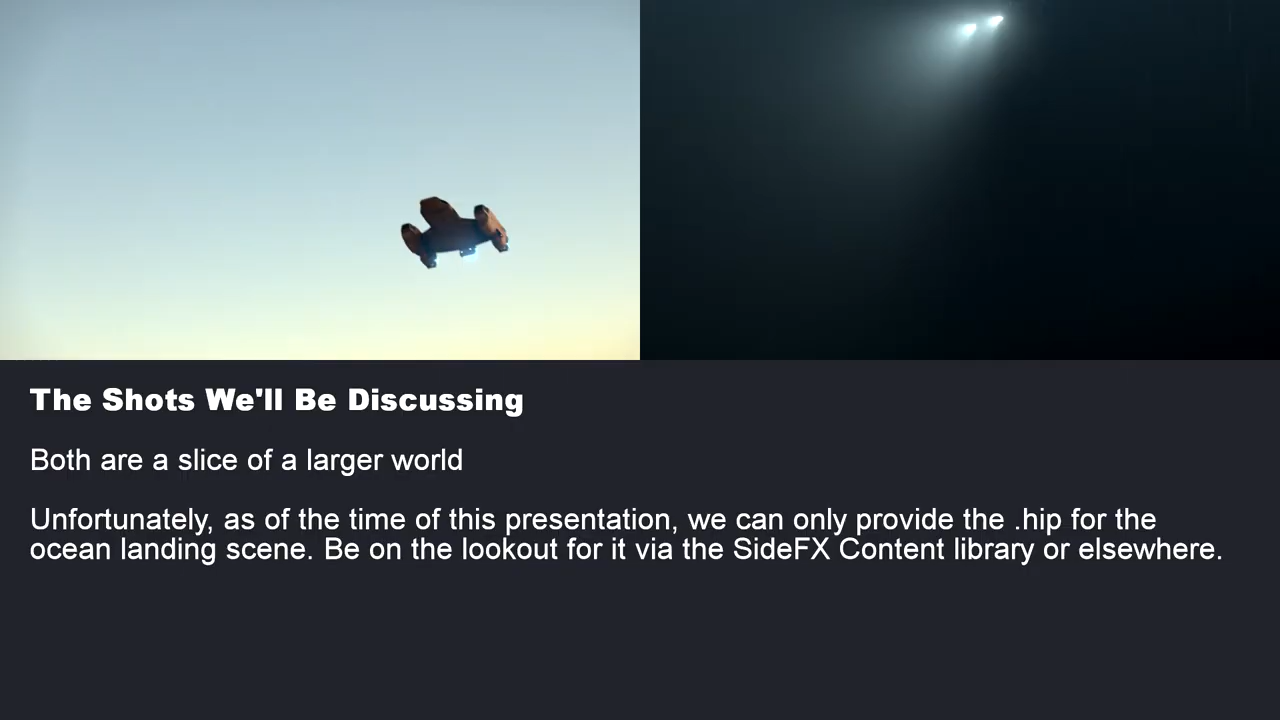 The Shots We'll Be Discussing
Both are a slice of a larger world
Unfortunately, as of the time of this presentation, we can only provide the .hip for the
ocean landing scene. Be on the lookout for it via the SideFX Content library or elsewhere.